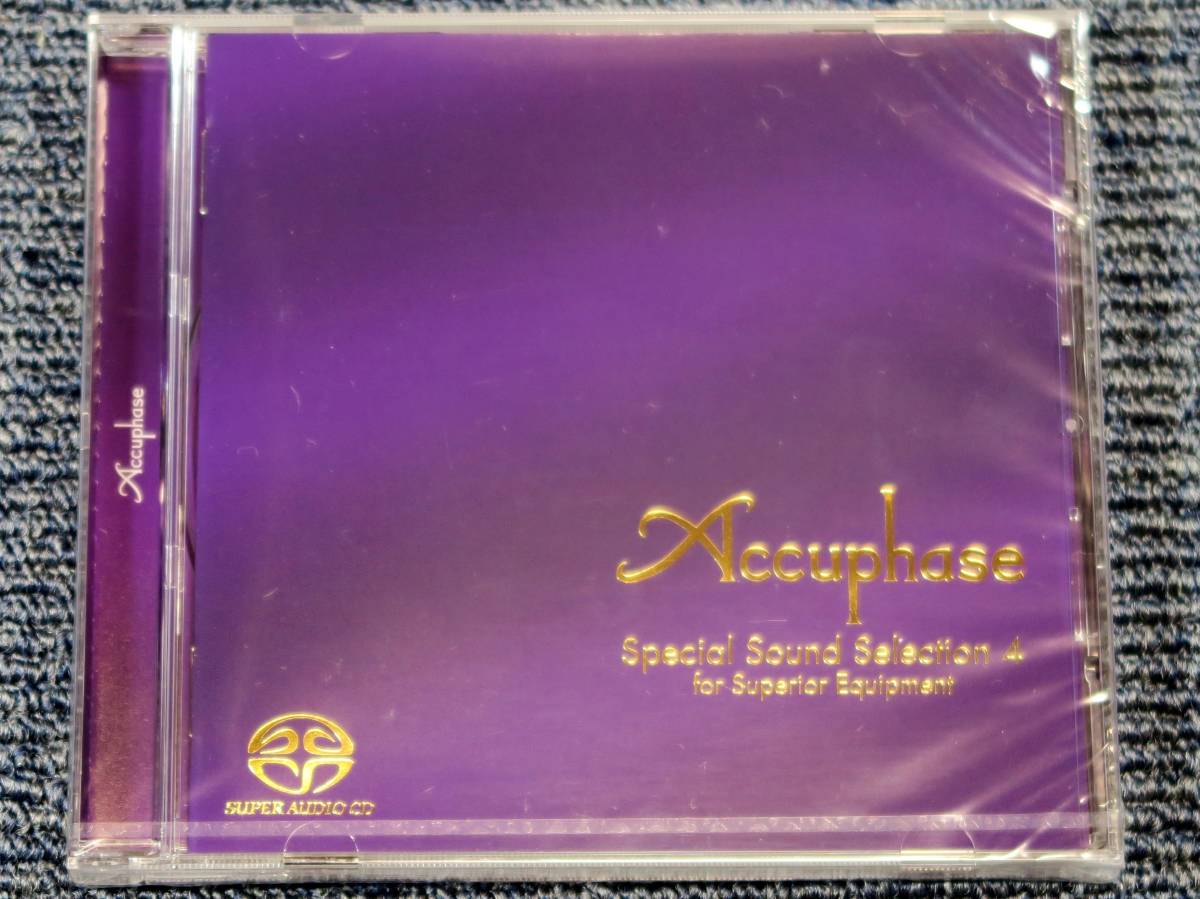 Accuphase
Accuphase
Special Sound Selection 4
for Superior Equipment
SUPER AUDIO CD